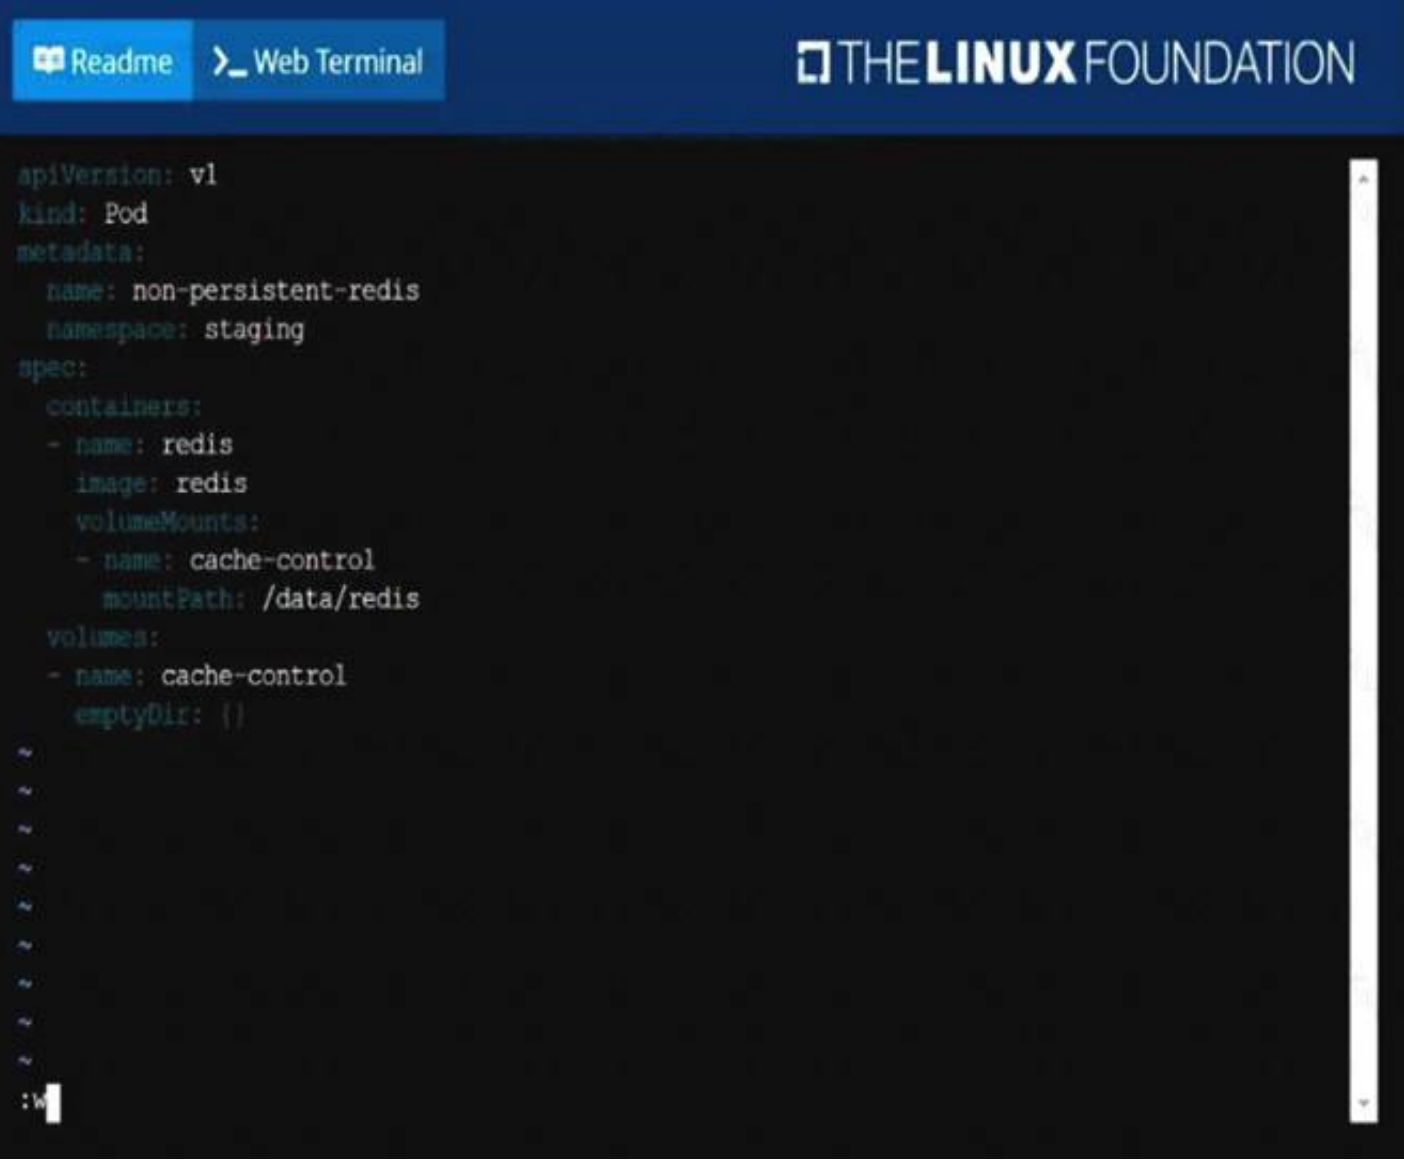 Readme
>_ Web Terminal
THE LINUX FOUNDATION
apiVersion: v1
kind: Pod
metadata:
  name: non-persistent-redis
  namespace: staging
spec:
  containers:
  - name: redis
    image: redis
    volumeMounts:
    - name: cache-control
      mountPath: /data/redis
  volumes:
  - name: cache-control
    emptyDir: {}
~
~
~
~
~
~
~
~
~
:w